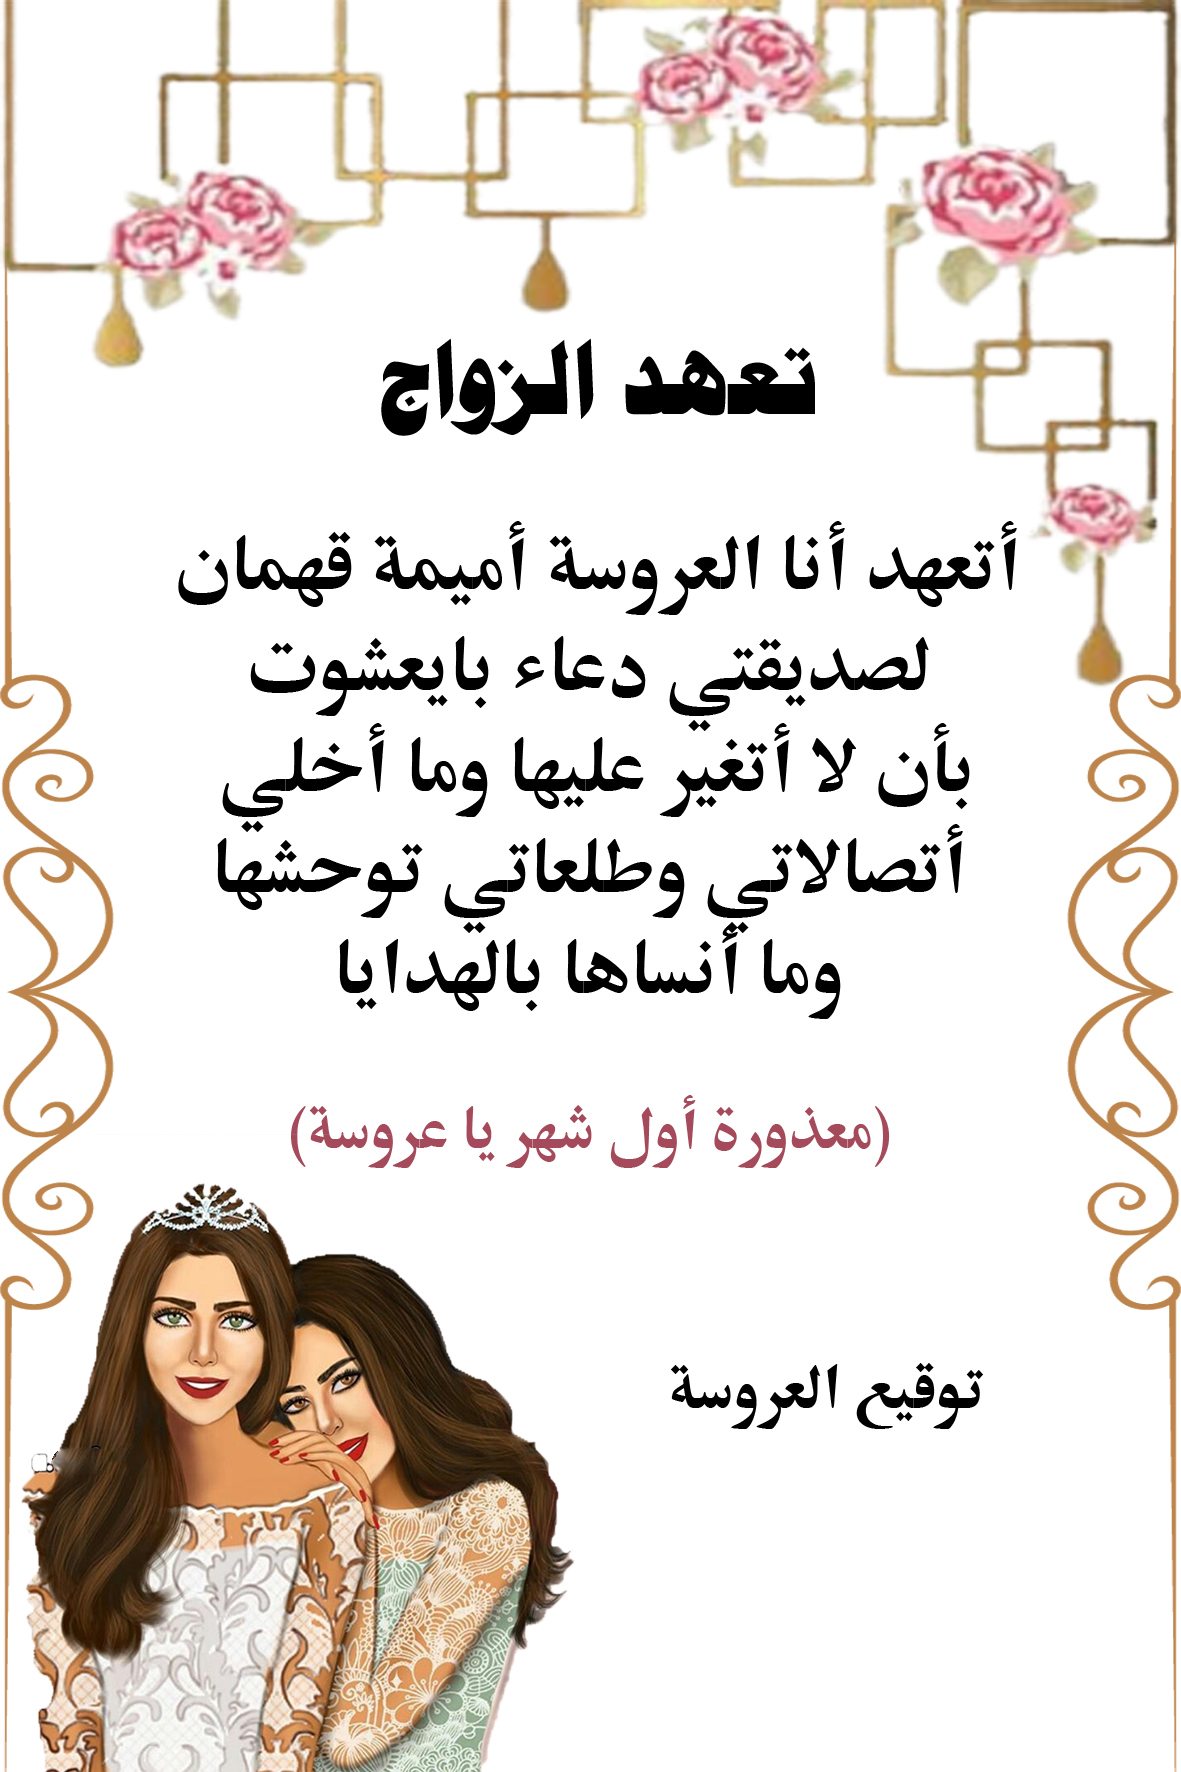 تعهد الزواج
أتعهد أنا العروسة أميمة قهمان
لصديقتي دعاء بايعشوت
بأن لا أتغير عليها وما أخلي
أتصالاتي وطلعاتي توحشها
وما أنساها بالهدايا
(معذورة أول شهر يا عروسة)
توقيع العروسة